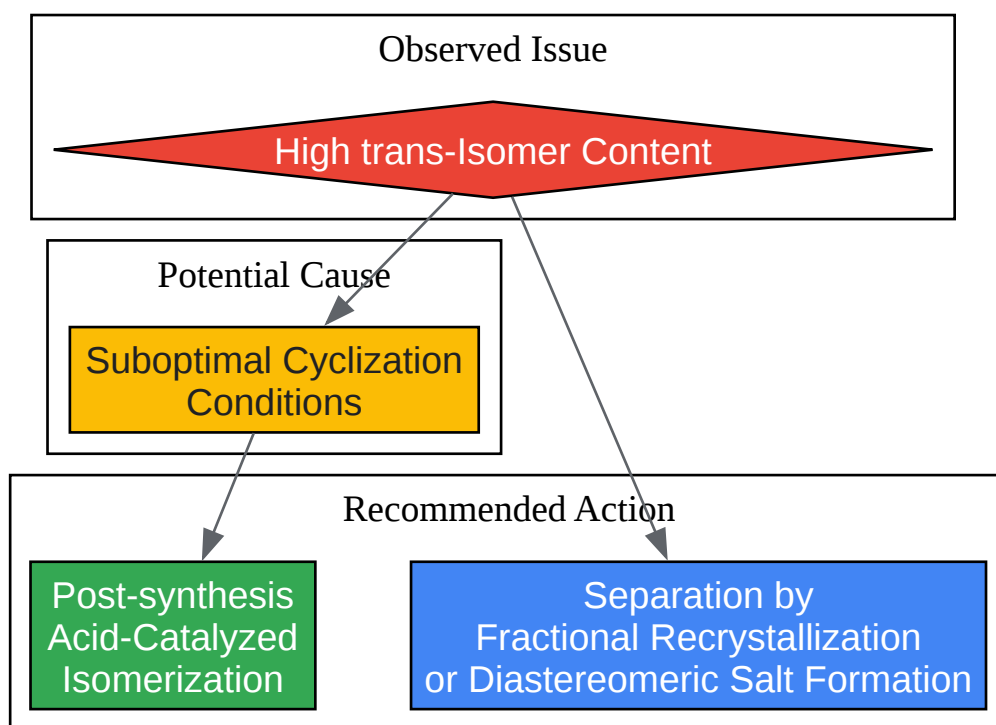 Observed Issue
High trans-Isomer Content
Potential Cause
Suboptimal Cyclization
Conditions
Recommended Action
Post-synthesis
Acid-Catalyzed
Isomerization
Separation by
Fractional Recrystallization
or Diastereomeric Salt Formation